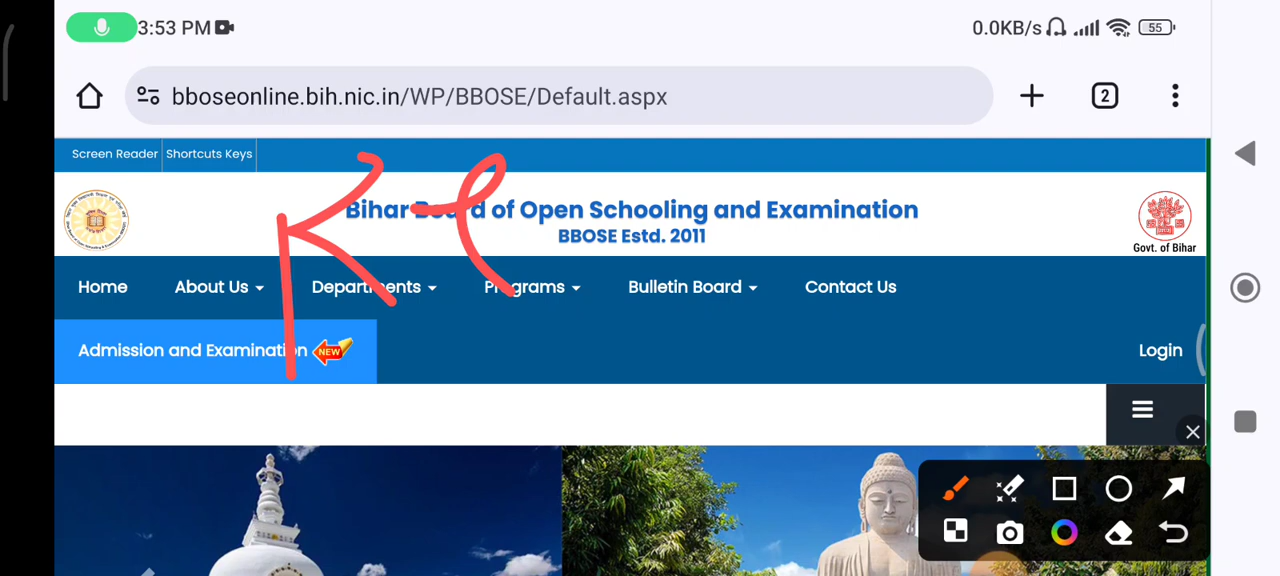 3:53 PM 0.0KB/s 55
bboseonline.bih.nic.in/WP/BBOSE/Default.aspx 2
Screen Reader Shortcuts Keys
Bihar Board of Open Schooling and Examination
BBOSE Estd. 2011
Govt. of Bihar
Home About Us Departments Programs Bulletin Board Contact Us
Admission and Examination NEW Login